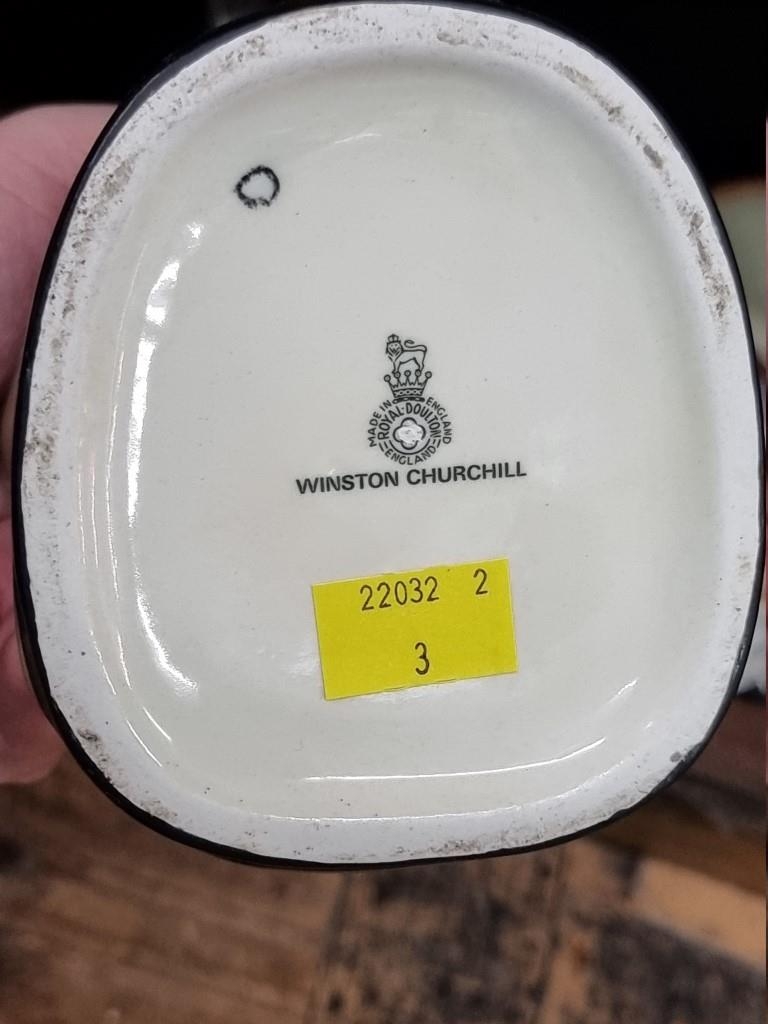 MADE IN ENGLAND
ROYAL·DOULTON
ENGLAND
WINSTON CHURCHILL
22032 2
3